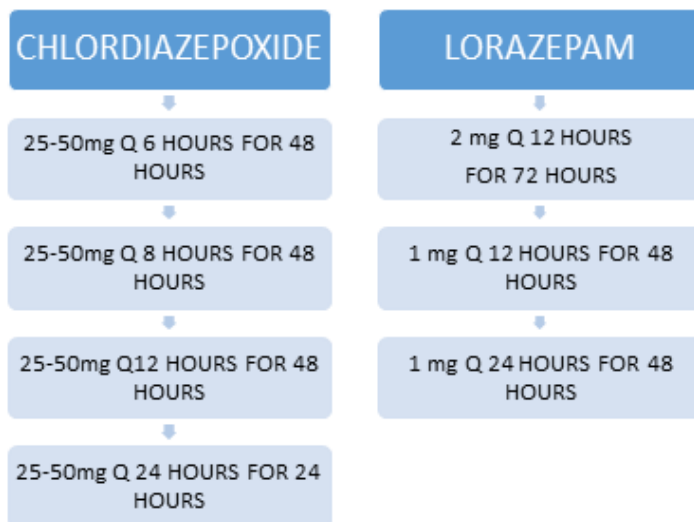 CHLORDIAZEPOXIDE
25-50mg Q 6 HOURS FOR 48
HOURS
25-50mg Q 8 HOURS FOR 48
HOURS
25-50mg Q12 HOURS FOR 48
HOURS
25-50mg Q 24 HOURS FOR 24
HOURS
LORAZEPAM
2 mg Q 12 HOURS
FOR 72 HOURS
1 mg Q 12 HOURS FOR 48
HOURS
1 mg Q 24 HOURS FOR 48
HOURS